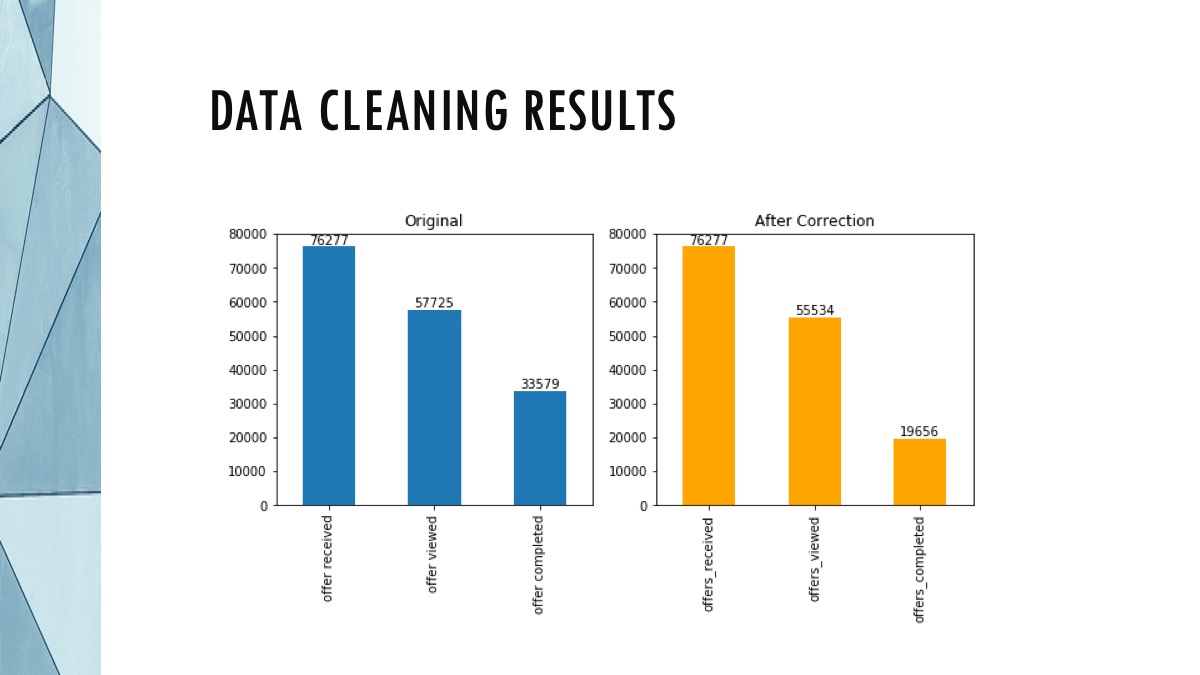 DATA CLEANING RESULTS
Original
80000
70000
60000
50000
40000
30000
20000
10000
0
76277
57725
33579
offer received
offer viewed
offer completed
After Correction
80000
70000
60000
50000
40000
30000
20000
10000
0
76277
55534
19656
offers_received
offers_viewed
offers_completed